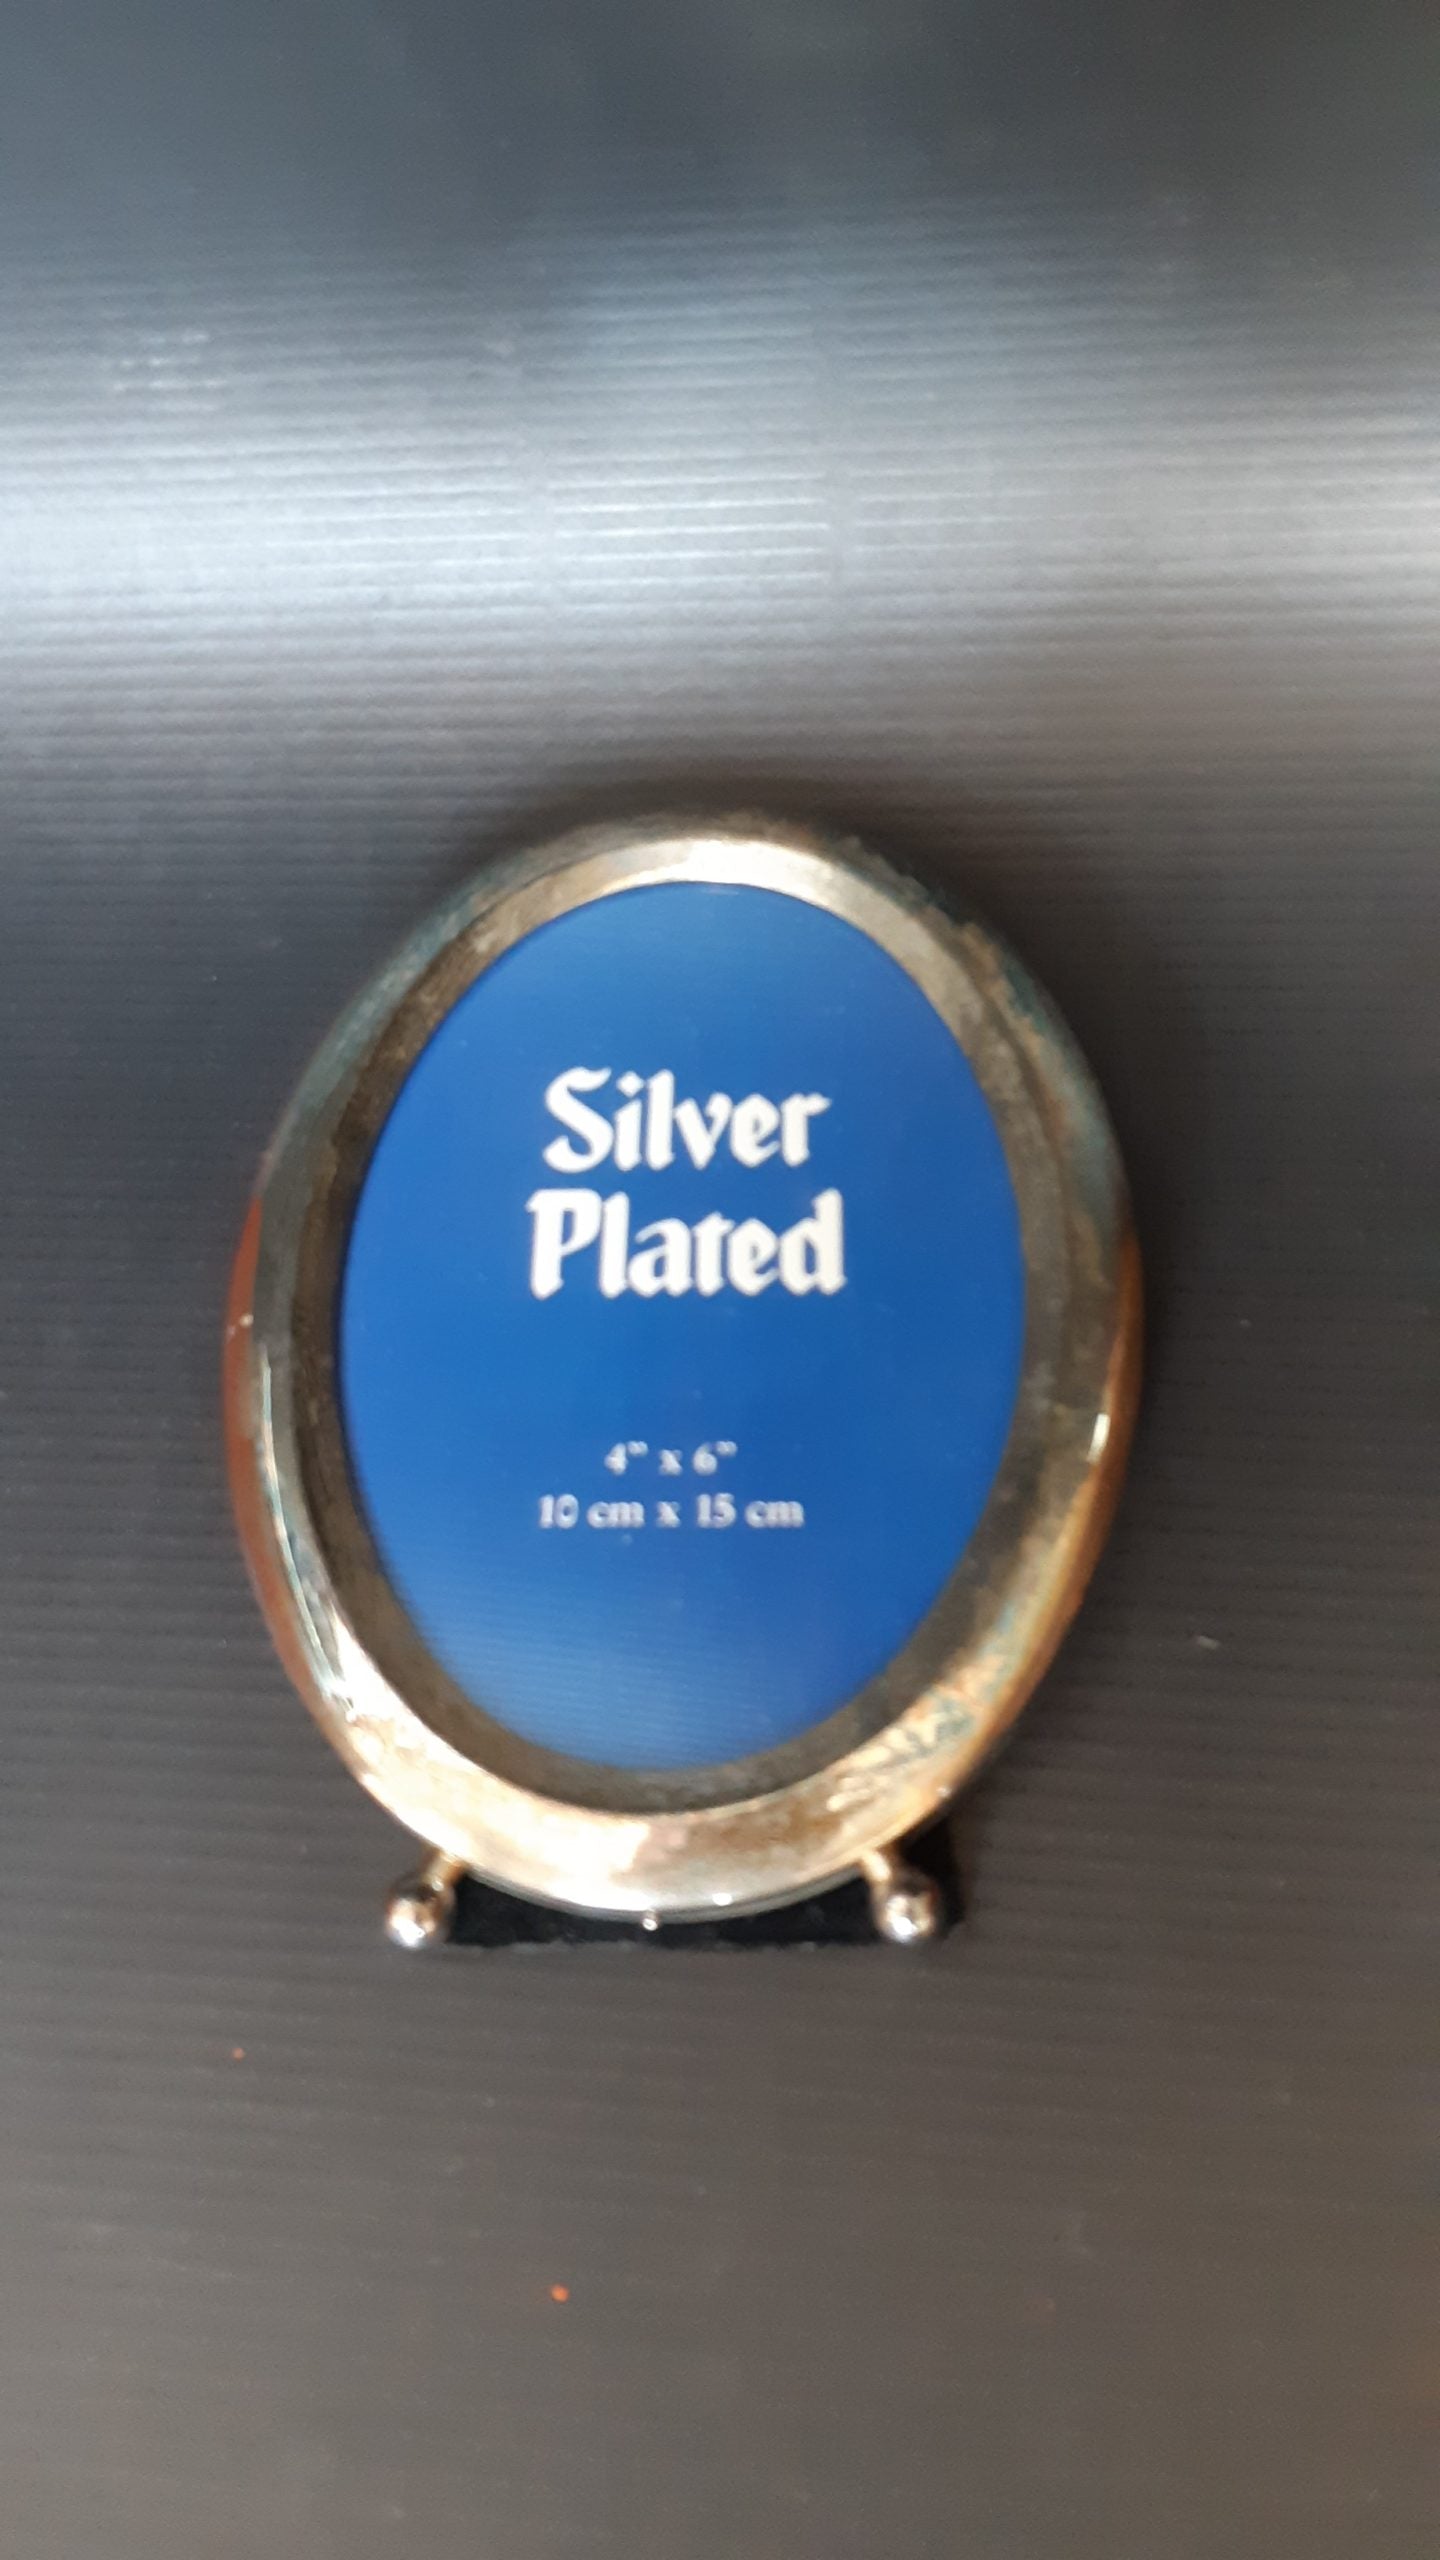 Silver
Plated
4" x 6"
10 cm x 15 cm